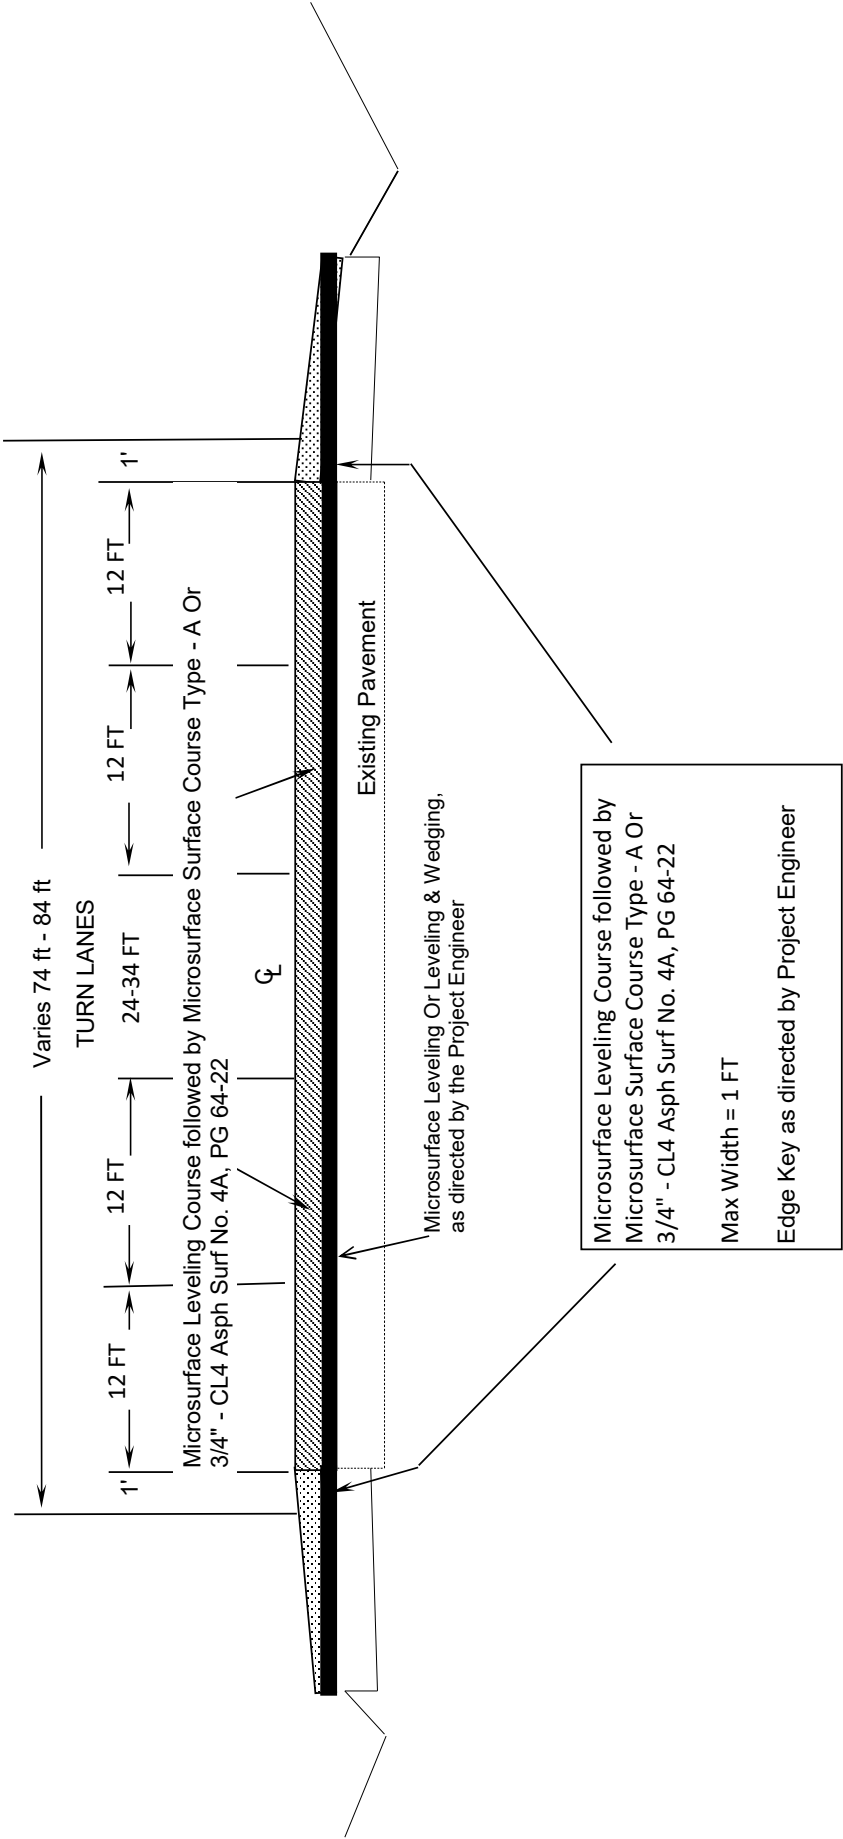 Varies 74 ft - 84 ft
TURN LANES
1'
12 FT
12 FT
24-34 FT
12 FT
12 FT
1'
Microsurface Leveling Course followed by Microsurface Surface Course Type - A Or
3/4" - CL4 Asph Surf No. 4A, PG 64-22
℄
Existing Pavement
Microsurface Leveling Or Leveling & Wedging,
as directed by the Project Engineer
Microsurface Leveling Course followed by
Microsurface Surface Course Type - A Or
3/4" - CL4 Asph Surf No. 4A, PG 64-22
Max Width = 1 FT
Edge Key as directed by Project Engineer